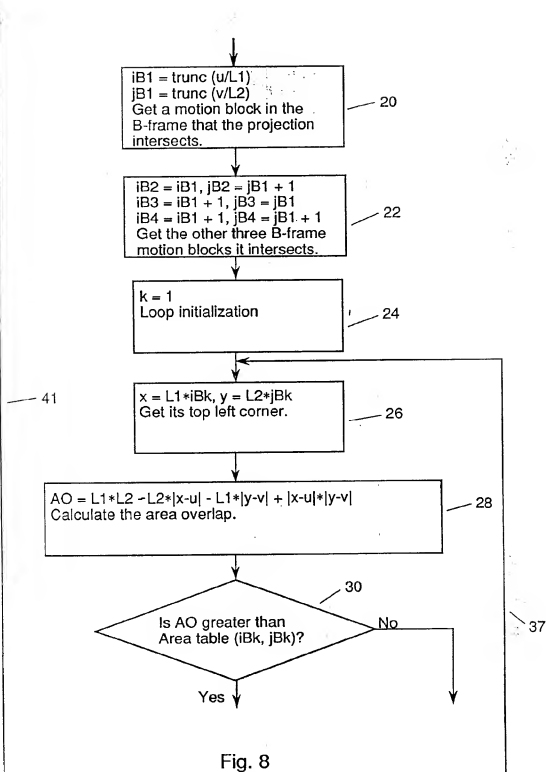 iB1 = trunc (u/L1)
jB1 = trunc (v/L2)
Get a motion block in the
B-frame that the projection
intersects.
20
iB2 = iB1, jB2 = jB1 + 1
iB3 = iB1 + 1, jB3 = jB1
iB4 = iB1 + 1, jB4 = jB1 + 1
Get the other three B-frame
motion blocks it intersects.
22
k = 1
Loop initialization
24
41
x = L1*iBk, y = L2*jBk
Get its top left corner.
26
AO = L1*L2 -L2*|x-u| - L1*|y-v| + |x-u|*|y-v|
Calculate the area overlap.
28
30
Is AO greater than
Area table (iBk, jBk)?
No
37
Yes
Fig. 8